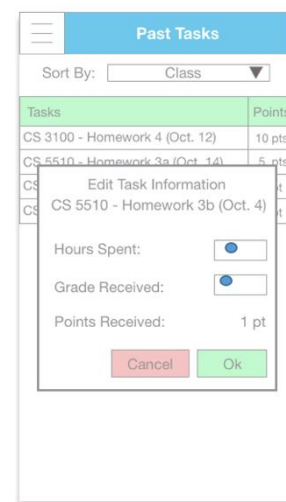 Past Tasks
Sort By: Class
Tasks Points
CS 3100 - Homework 4 (Oct. 12) 10 pts
CS 5510 - Homework 3a (Oct. 14) 5 pts
Edit Task Information
CS 5510 - Homework 3b (Oct. 4)
Hours Spent:
Grade Received:
Points Received: 1 pt
Cancel Ok